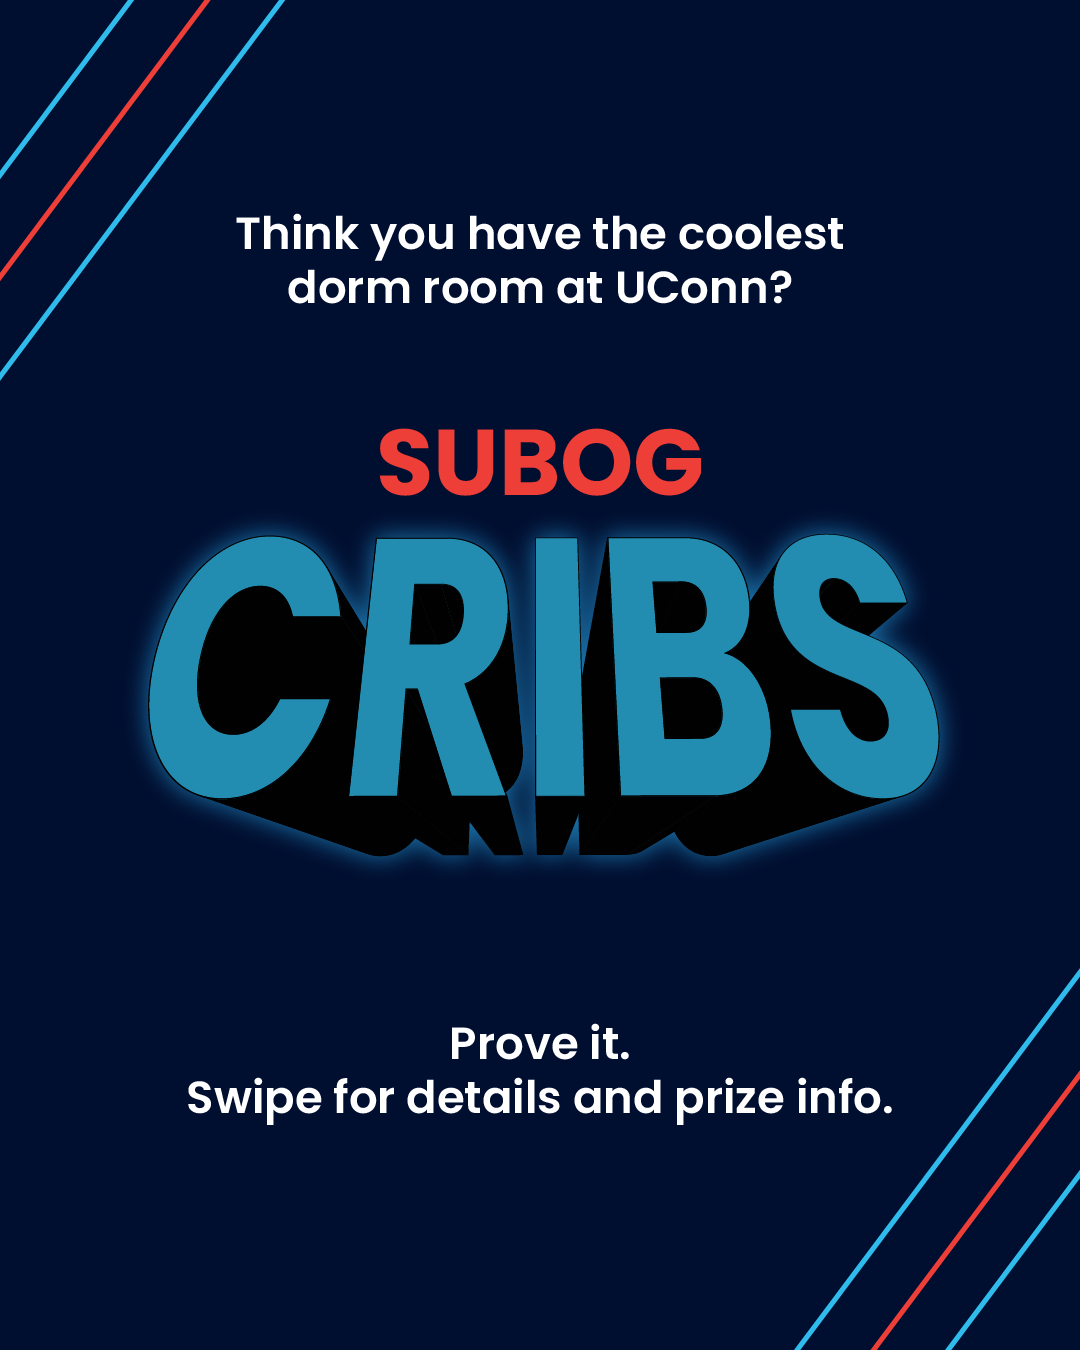 Think you have the coolest
dorm room at UConn?
SUBOG
CRIBS
Prove it.
Swipe for details and prize info.